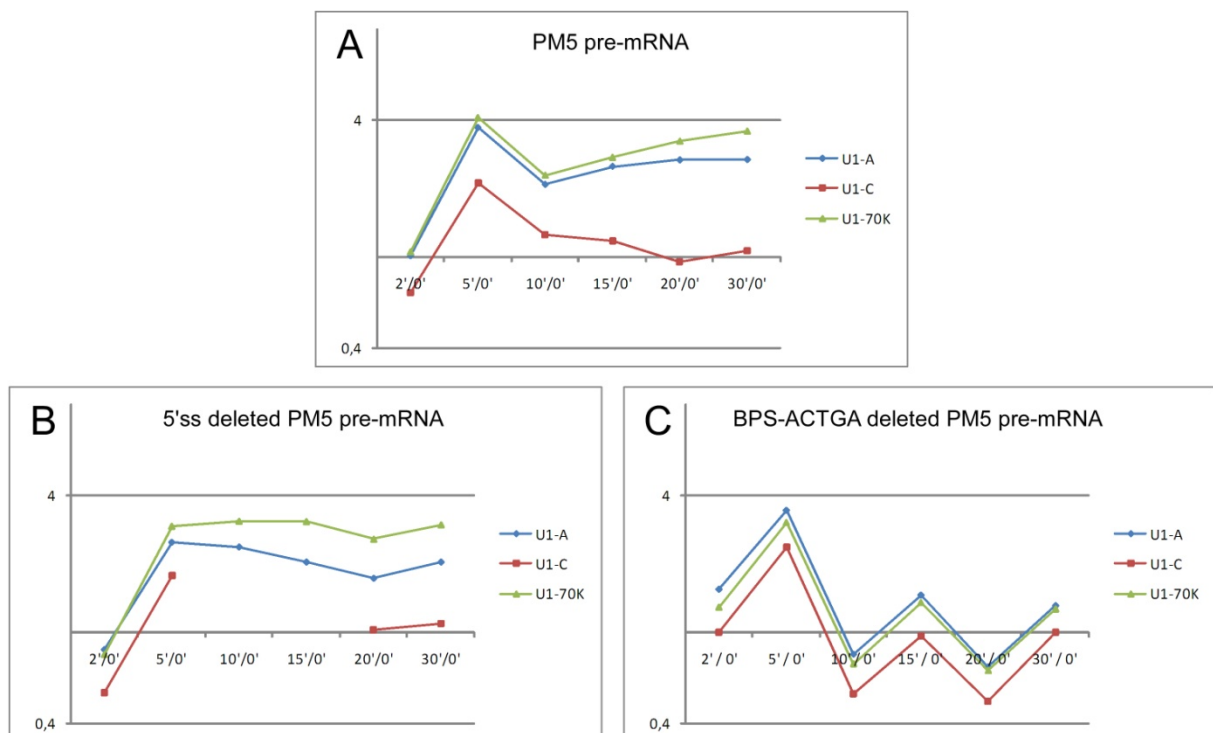 A
PM5 pre-mRNA
4
U1-A
U1-C
U1-70K
2'/0' 5'/0' 10'/0' 15'/0' 20'/0' 30'/0'
0,4
B
5'ss deleted PM5 pre-mRNA
4
U1-A
U1-C
U1-70K
2'/0' 5'/0' 10'/0' 15'/0' 20'/0' 30'/0'
0,4
C
BPS-ACTGA deleted PM5 pre-mRNA
4
U1-A
U1-C
U1-70K
2'/ 0' 5'/ 0' 10'/ 0' 15'/ 0' 20'/ 0' 30'/ 0'
0,4